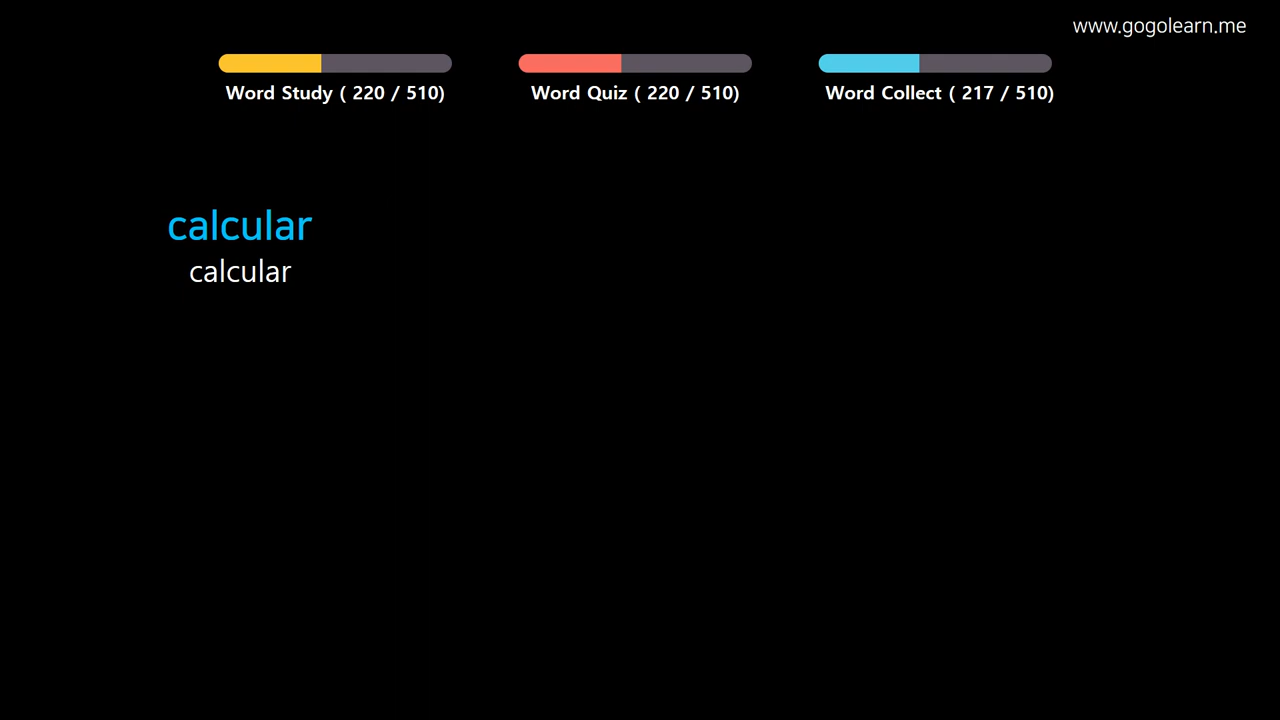 www.gogolearn.me
Word Study ( 220 / 510)
Word Quiz ( 220 / 510)
Word Collect ( 217 / 510)
calcular
calcular